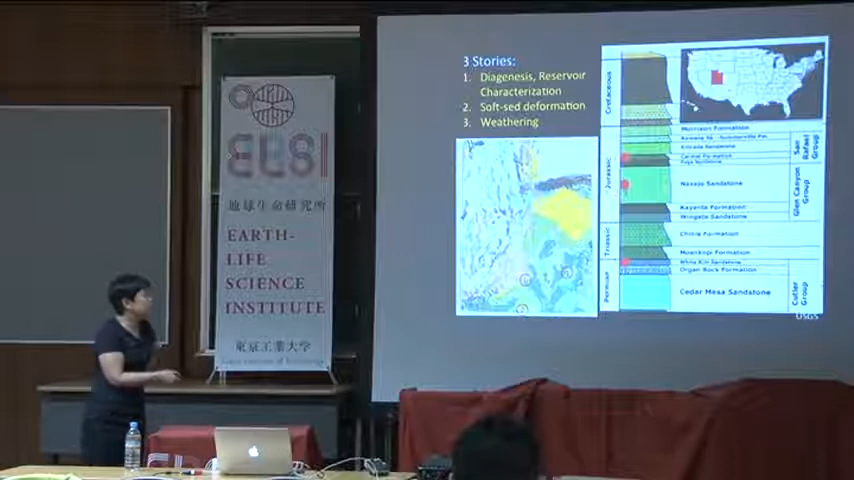 ELSI
地球生命研究所
EARTH-
LIFE
SCIENCE
INSTITUTE
東京工業大学
3 Stories:
1. Diagenesis, Reservoir
Characterization
2. Soft-sed deformation
3. Weathering
Cretaceous
Jurassic
Triassic
Permian
Morrison Formation
Entrada Sandstone
Carmel Formation
Navajo Sandstone
Kayenta Formation
Wingate Sandstone
Chinle Formation
Moenkopi Formation
White Rim Sandstone
Organ Rock Formation
Cedar Mesa Sandstone
San
Rafael
Group
Glen Canyon
Group
Cutler
Group
USGS